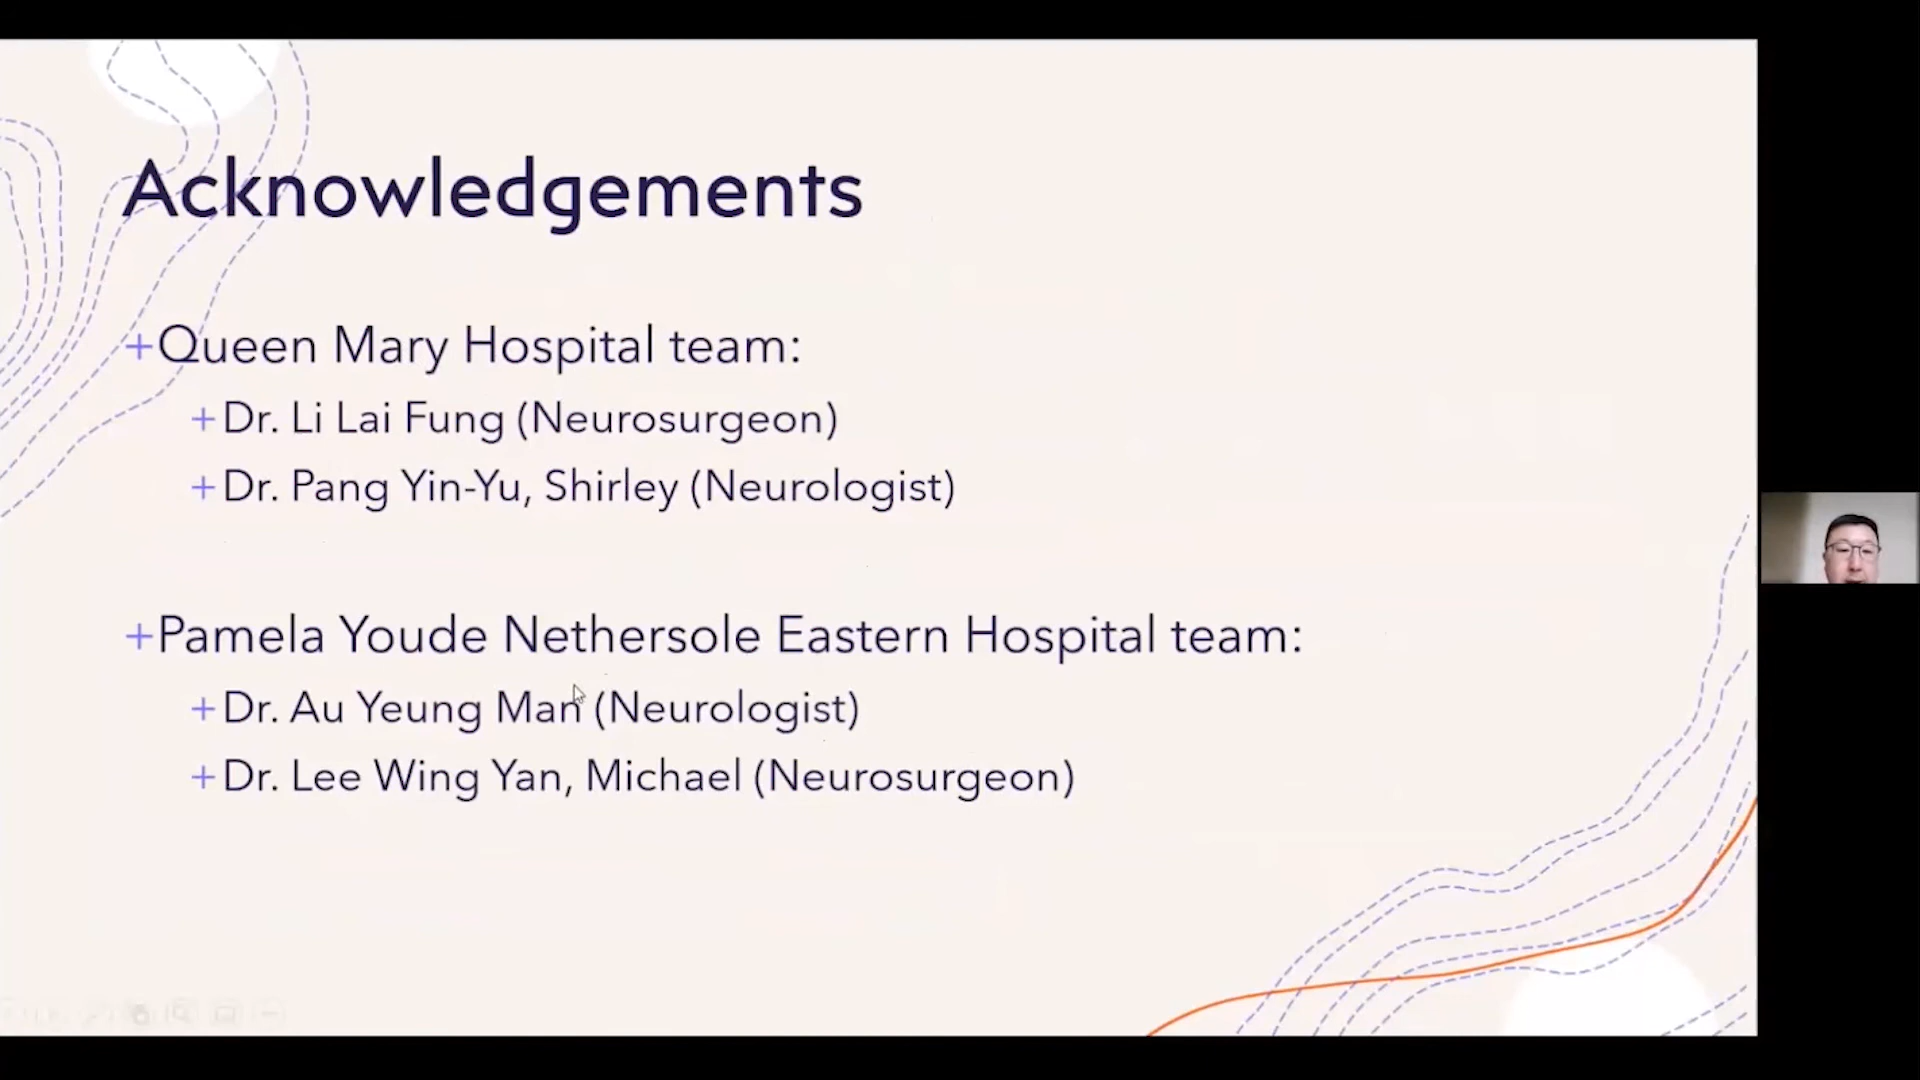 Acknowledgements
+Queen Mary Hospital team:
+Dr. Li Lai Fung (Neurosurgeon)
+Dr. Pang Yin-Yu, Shirley (Neurologist)
+Pamela Youde Nethersole Eastern Hospital team:
+Dr. Au Yeung Man (Neurologist)
+Dr. Lee Wing Yan, Michael (Neurosurgeon)